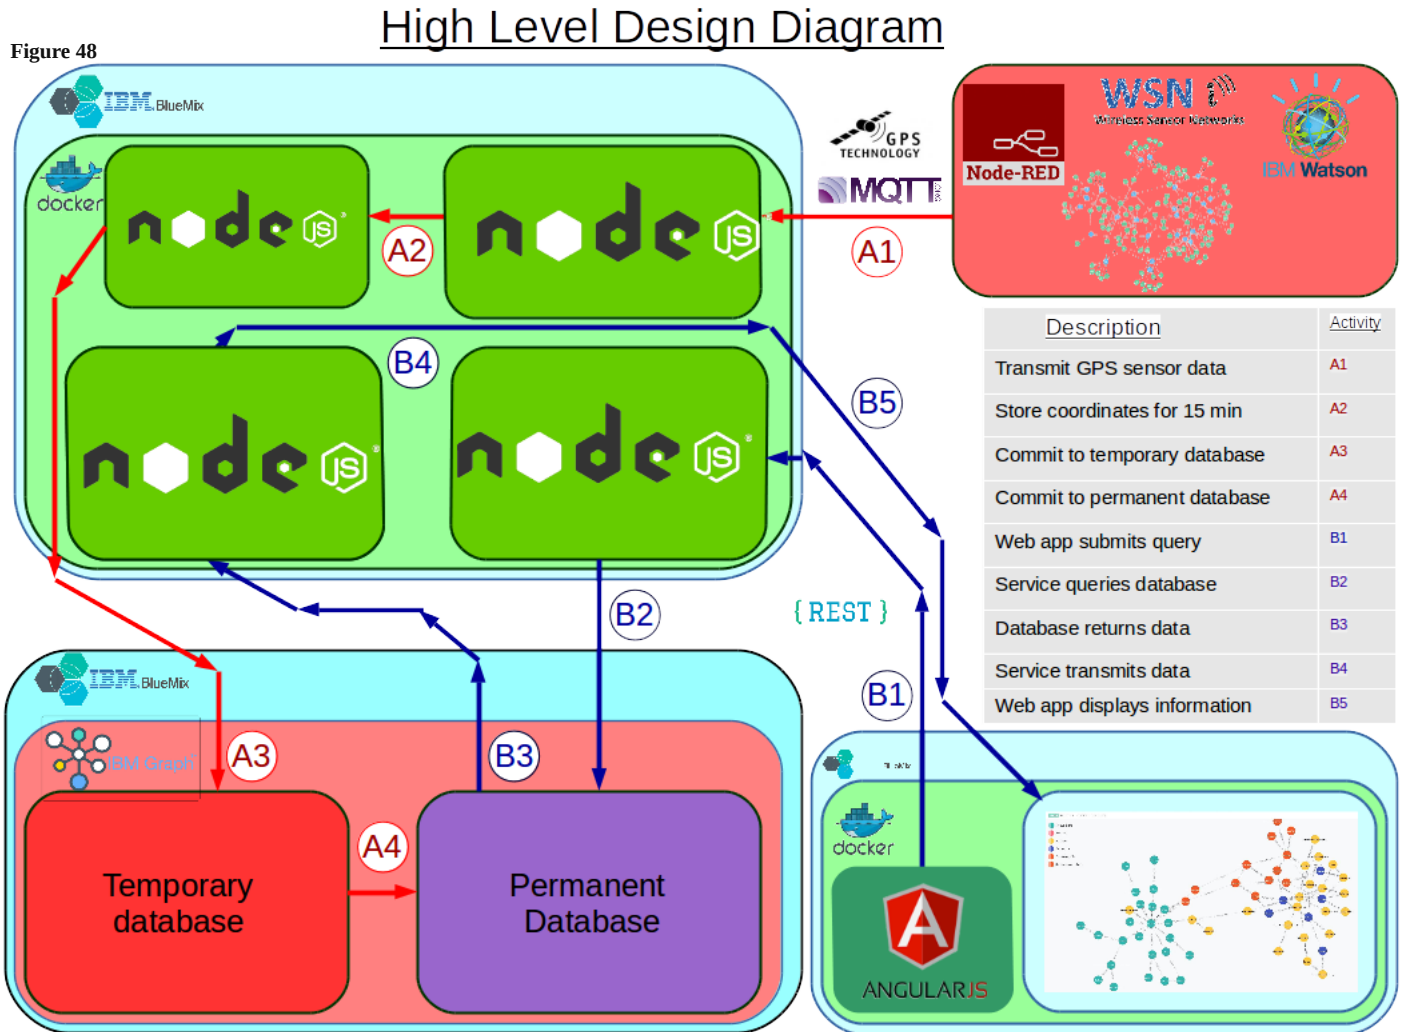 High Level Design Diagram
Figure 48
IBM. BlueMix
docker
node JS
node JS
A2
GPS
TECHNOLOGY
MQTT
A1
Node-RED
WSN
Wireless Sensor Networks
IBM Watson
B4
node JS
node JS
B5
Description Activity
Transmit GPS sensor data A1
Store coordinates for 15 min A2
Commit to temporary database A3
Commit to permanent database A4
Web app submits query B1
Service queries database B2
Database returns data B3
Service transmits data B4
Web app displays information B5
B2
{ REST }
B1
IBM. BlueMix
IBM Graph
A3
B3
A4
Temporary
database
Permanent
Database
docker
ANGULARJS